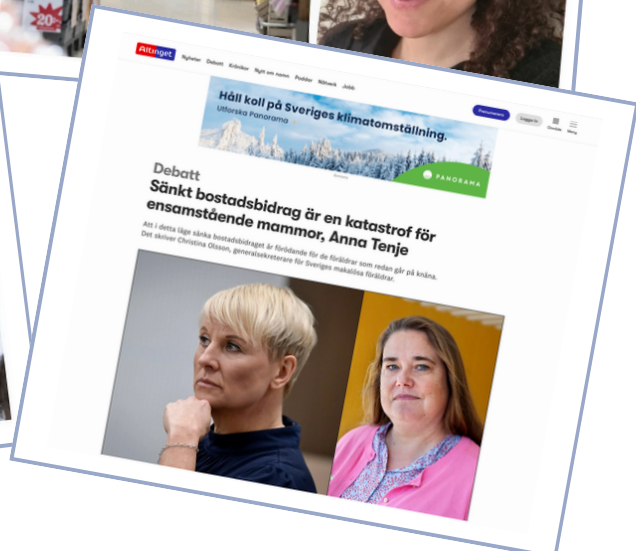 20
Altinget
Nyheter Debatt Krönikor Nytt om namn Poddar Nätverk Jobb
Prenumerera
Logga in
Meny
Håll koll på Sveriges klimatomställning.
Utforska Panorama
PANORAMA
Debatt
Sänkt bostadsbidrag är en katastrof för
ensamstående mammor, Anna Tenje
Att i detta läge sänka bostadsbidraget är förödande för de föräldrar som redan går på knäna.
Det skriver Christina Olsson, generalsekreterare för Sveriges makalösa föräldrar.